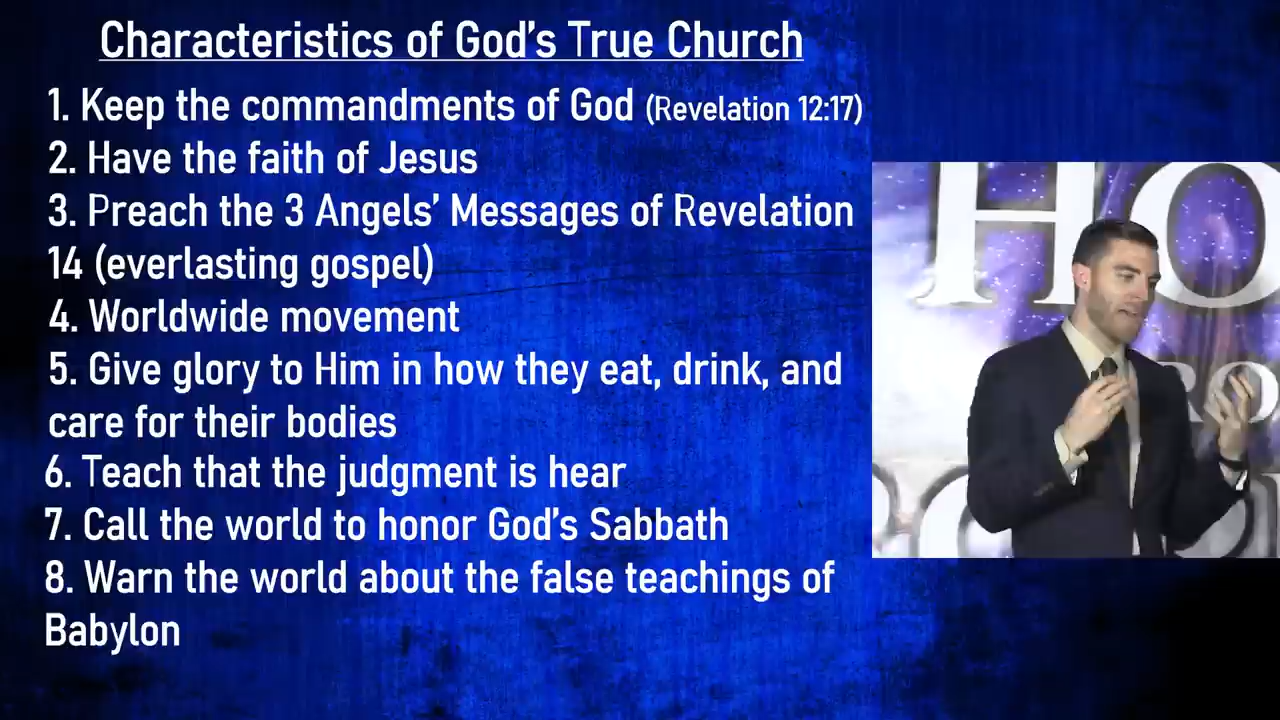 Characteristics of God's True Church
1. Keep the commandments of God (Revelation 12:17)
2. Have the faith of Jesus
3. Preach the 3 Angels' Messages of Revelation
14 (everlasting gospel)
4. Worldwide movement
5. Give glory to Him in how they eat, drink, and
care for their bodies
6. Teach that the judgment is hear
7. Call the world to honor God's Sabbath
8. Warn the world about the false teachings of
Babylon
HO